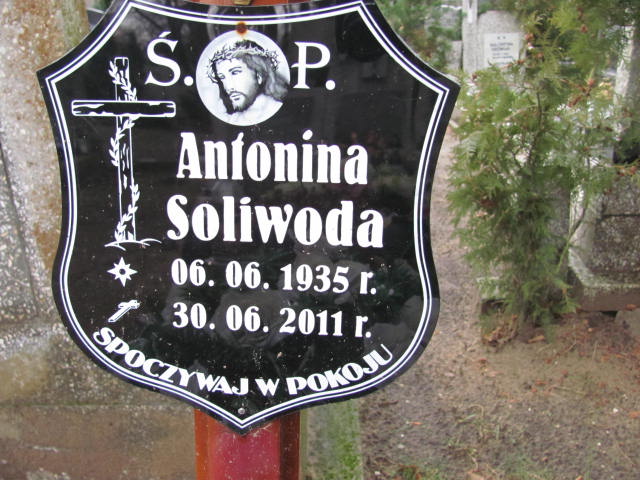 Ś. P.
Antonina
Soliwoda
06. 06. 1935 r.
30. 06. 2011 r.
SPOCZYWAJ W POKOJU